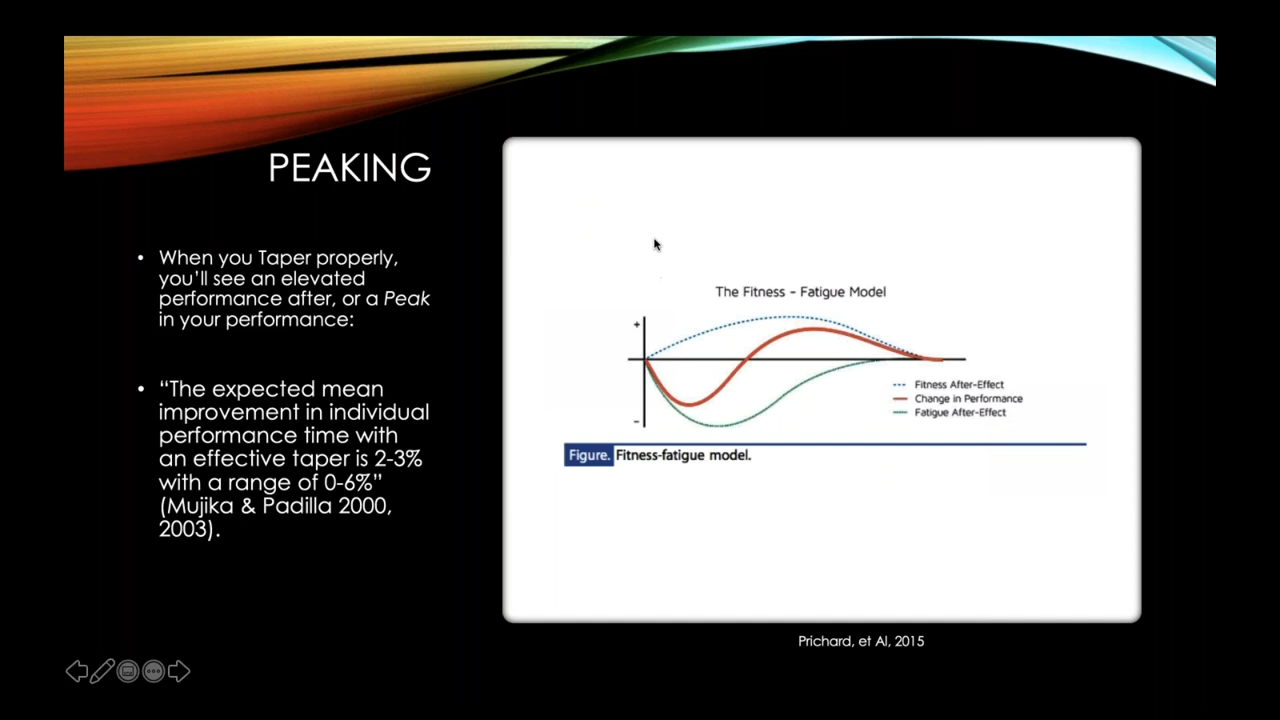 PEAKING
• When you Taper properly,
you'll see an elevated
performance after, or a Peak
in your performance:
• “The expected mean
improvement in individual
performance time with
an effective taper is 2-3%
with a range of 0-6%”
(Mujika & Padilla 2000,
2003).
The Fitness – Fatigue Model
+
–
Fitness After-Effect
Change in Performance
Fatigue After-Effect
Figure. Fitness-fatigue model.
Prichard, et Al, 2015